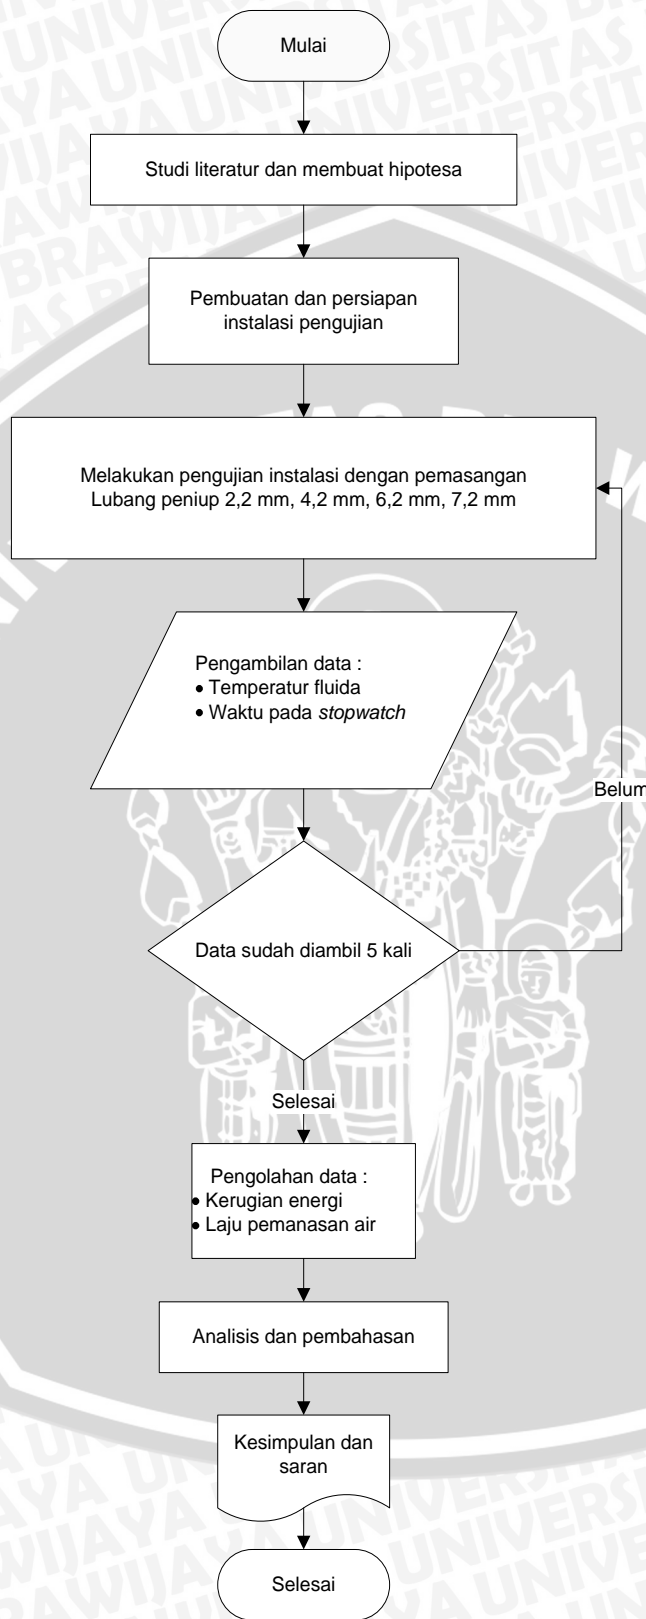 Mulai
Studi literatur dan membuat hipotesa
Pembuatan dan persiapan
instalasi pengujian
Melakukan pengujian instalasi dengan pemasangan
Lubang peniup 2,2 mm, 4,2 mm, 6,2 mm, 7,2 mm
Pengambilan data :
• Temperatur fluida
• Waktu pada stopwatch
Belum
Data sudah diambil 5 kali
Selesai
Pengolahan data :
• Kerugian energi
• Laju pemanasan air
Analisis dan pembahasan
Kesimpulan dan
saran
Selesai